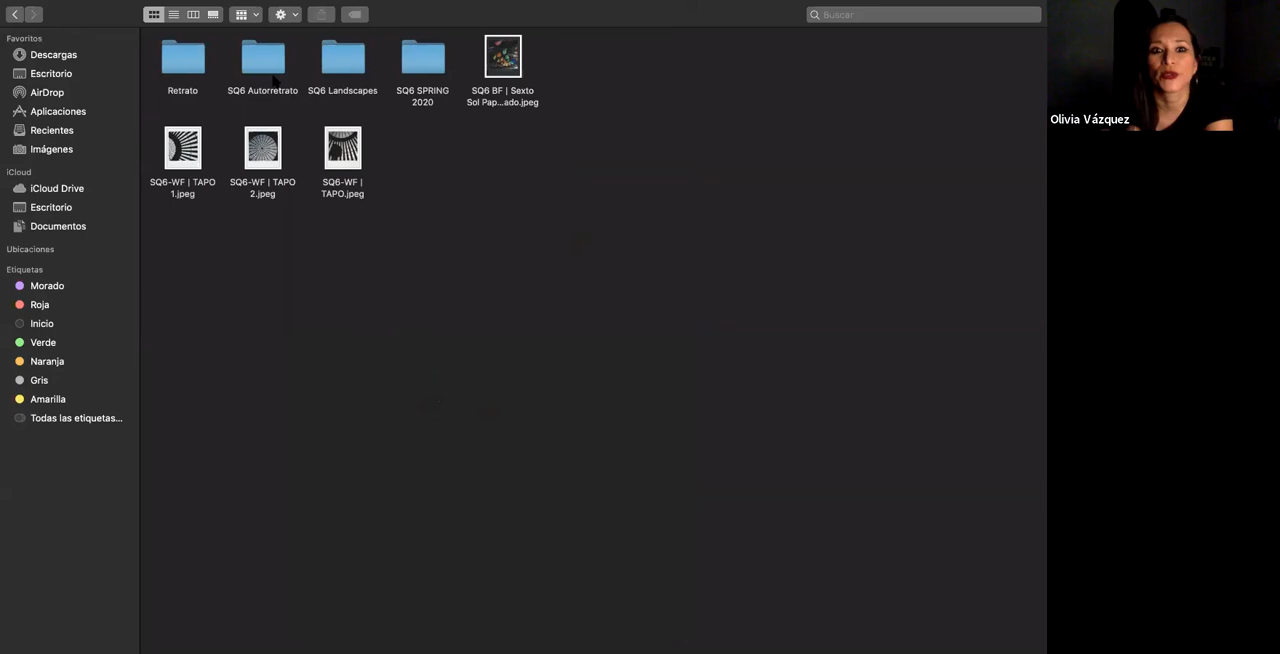 Buscar
Favoritos
Descargas
Escritorio
AirDrop
Aplicaciones
Recientes
Imágenes
iCloud
iCloud Drive
Escritorio
Documentos
Ubicaciones
Etiquetas
Morado
Roja
Inicio
Verde
Naranja
Gris
Amarilla
Todas las etiquetas...
Retrato
SQ6 Autorretrato
SQ6 Landscapes
SQ6 SPRING
2020
SQ6 BF | Sexto
Sol Pap...ado.jpeg
SQ6-WF | TAPO
1.jpeg
SQ6-WF | TAPO
2.jpeg
SQ6-WF |
TAPO.jpeg
Olivia Vázquez